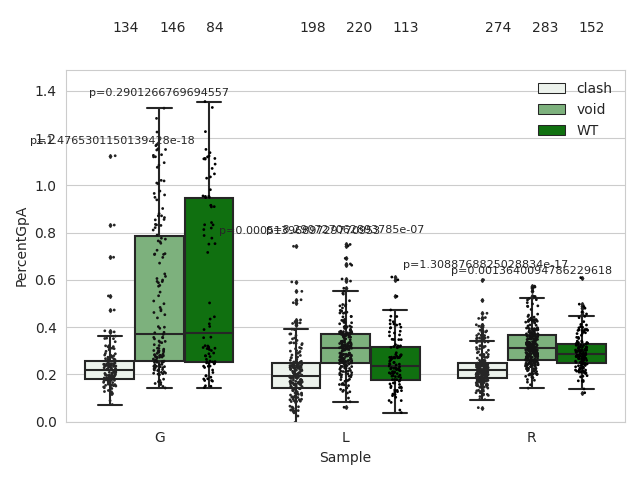 134 146 84 198 220 113 274 283 152
1.4
p=0.2901266769694557
clash
void
WT
1.2
1.0
0.8
0.6
p=1.3088768825028834e-17
p=0.0013640094786229618
0.4
0.2
0.0
PercentGpA
G L R
Sample